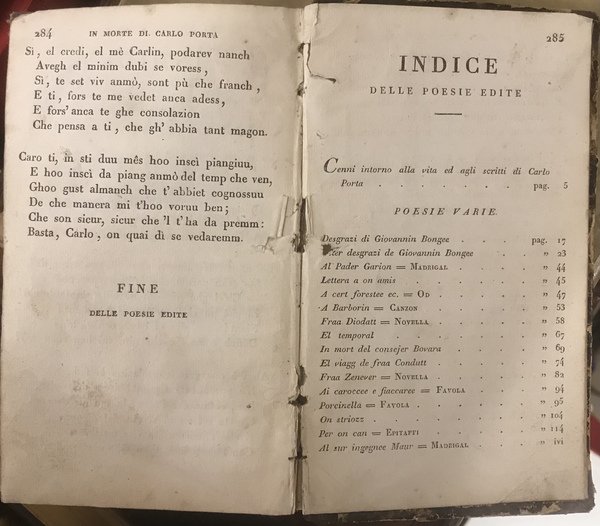 284 IN MORTE DI CARLO PORTA
Sì, el credi, el mè Carlin, podarev nanch
Avegh el minim dubi se voress,
Sì, te set viv anmò, sont pù che franch,
E ti, fors te me vedet anca adess,
E fors'anca te ghe consolazion
Che pensa a ti, che gh' abbia tant magon.
Caro ti, in sti duu mês hoo inscì piangiuu,
E hoo inscì da piang anmò del temp che ven,
Ghoo gust almanch che t'abbiet cognossuu
De che manera mi t'hoo voruu ben;
Che son sicur, sicur che 'l t'ha da premm:
Basta, Carlo, on quai dì se vedaremm.
FINE
DELLE POESIE EDITE
285
INDICE
DELLE POESIE EDITE
Cenni intorno alla vita ed agli scritti di Carlo
Porta . . . . . . . pag. 5
POESIE VARIE.
Desgrazi di Giovannin Bongee . . . pag. 17
Olter desgrazi de Giovannin Bongee . . " 23
Al Pader Garion = MADRIGAL . . . . " 44
Lettera a on amis . . . . . . " 45
A cert forestee ec. = OD . . . . . " 47
A Barborin = CANZON . . . . . " 53
Fraa Diodatt = NOVELLA . . . . . " 58
El temporal . . . . . . . " 67
In mort del consejer Bovara . . . . " 69
El viagg de fraa Condutt . . . . . " 74
Fraa Zenever = NOVELLA . . . . . " 82
Ai caroccee e fiaccaree = FAVOLA . . . " 94
Porcinella = FAVOLA . . . . . . " 95
On striozz . . . . . . . " 104
Per on can = EPITAFFI . . . . . " 114
Al sur ingegnee Maur = MADRIGAL . . . " ivi